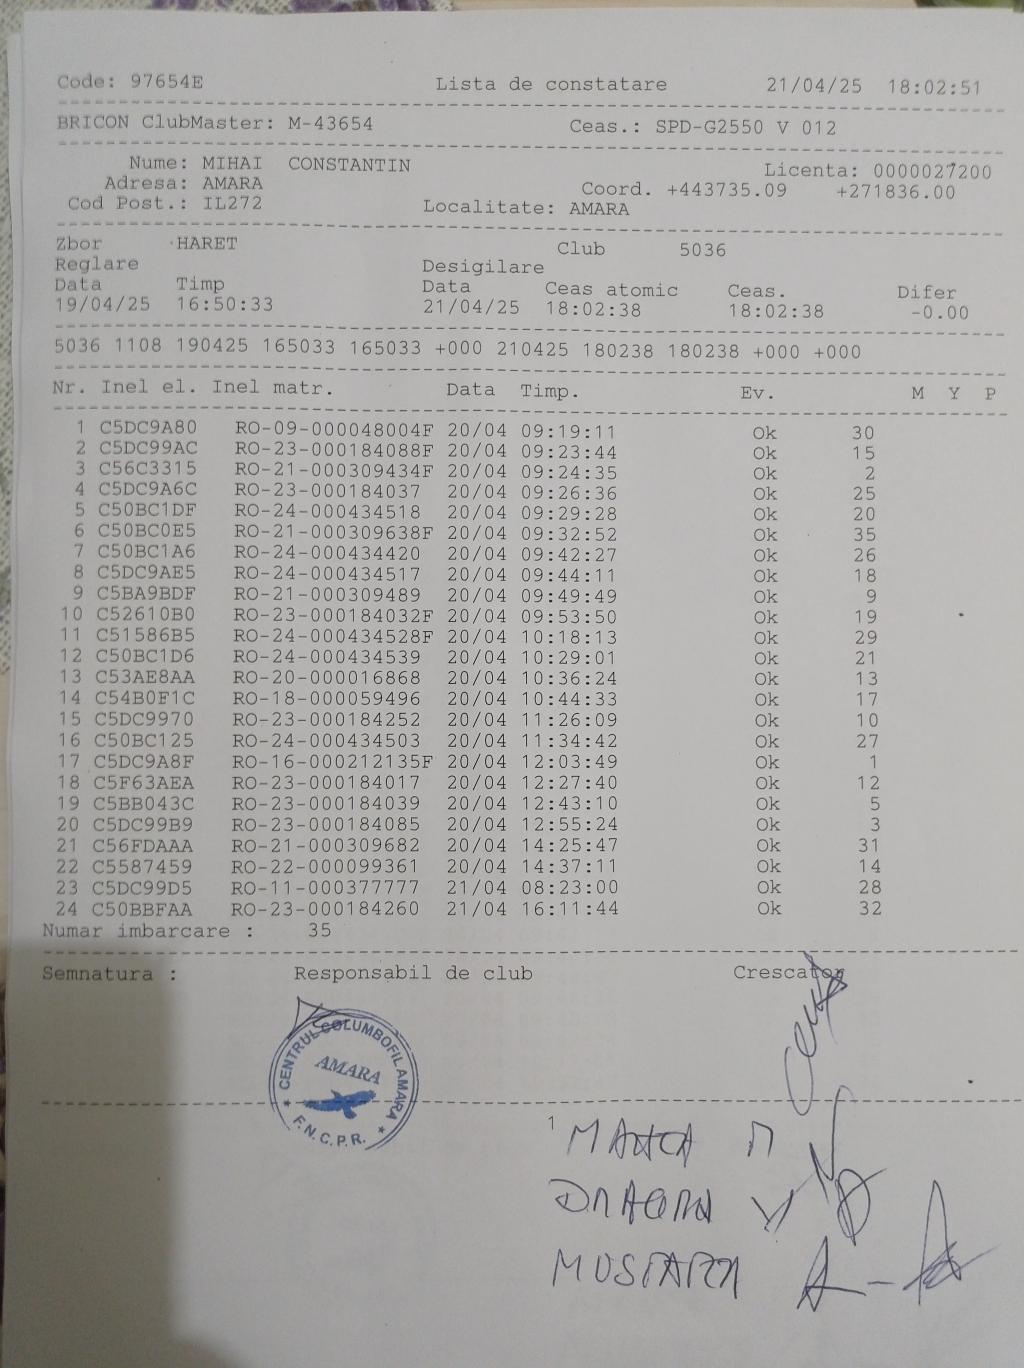 Code: 97654E Lista de constatare 21/04/25 18:02:51
BRICON ClubMaster: M-43654 Ceas.: SPD-G2550 V 012
Nume: MIHAI CONSTANTIN Licenta: 0000027200
Adresa: AMARA Coord. +443735.09 +271836.00
Cod Post.: IL272 Localitate: AMARA
Zbor HARET Club 5036
Reglare Desigilare
Data Timp Data Ceas atomic Ceas. Difer
19/04/25 16:50:33 21/04/25 18:02:38 18:02:38 -0.00
5036 1108 190425 165033 165033 +000 210425 180238 180238 +000 +000
Nr. Inel el. Inel matr. Data Timp. Ev. M Y P
1 C5DC9A80 RO-09-000048004F 20/04 09:19:11 Ok 30
2 C5DC99AC RO-23-000184088F 20/04 09:23:44 Ok 15
3 C56C3315 RO-21-000309434F 20/04 09:24:35 Ok 2
4 C5DC9A6C RO-23-000184037 20/04 09:26:36 Ok 25
5 C50BC1DF RO-24-000434518 20/04 09:29:28 Ok 20
6 C50BC0E5 RO-21-000309638F 20/04 09:32:52 Ok 35
7 C50BC1A6 RO-24-000434420 20/04 09:42:27 Ok 26
8 C5DC9AE5 RO-24-000434517 20/04 09:44:11 Ok 18
9 C5BA9BDF RO-21-000309489 20/04 09:49:49 Ok 9
10 C52610B0 RO-23-000184032F 20/04 09:53:50 Ok 19
11 C51586B5 RO-24-000434528F 20/04 10:18:13 Ok 29
12 C50BC1D6 RO-24-000434539 20/04 10:29:01 Ok 21
13 C53AE8AA RO-20-000016868 20/04 10:36:24 Ok 13
14 C54B0F1C RO-18-000059496 20/04 10:44:33 Ok 17
15 C5DC9970 RO-23-000184252 20/04 11:26:09 Ok 10
16 C50BC125 RO-24-000434503 20/04 11:34:42 Ok 27
17 C5DC9A8F RO-16-000212135F 20/04 12:03:49 Ok 1
18 C5F63AEA RO-23-000184017 20/04 12:27:40 Ok 12
19 C5BB043C RO-23-000184039 20/04 12:43:10 Ok 5
20 C5DC99B9 RO-23-000184085 20/04 12:55:24 Ok 3
21 C56FDAAA RO-21-000309682 20/04 14:25:47 Ok 31
22 C5587459 RO-22-000099361 20/04 14:37:11 Ok 14
23 C5DC99D5 RO-11-000377777 21/04 08:23:00 Ok 28
24 C50BBFAA RO-23-000184260 21/04 16:11:44 Ok 32
Numar imbarcare : 35
Semnatura : Responsabil de club Crescator
CENTRUL COLUMBOFIL AMARA
AMARA
F.N.C.P.R.
1